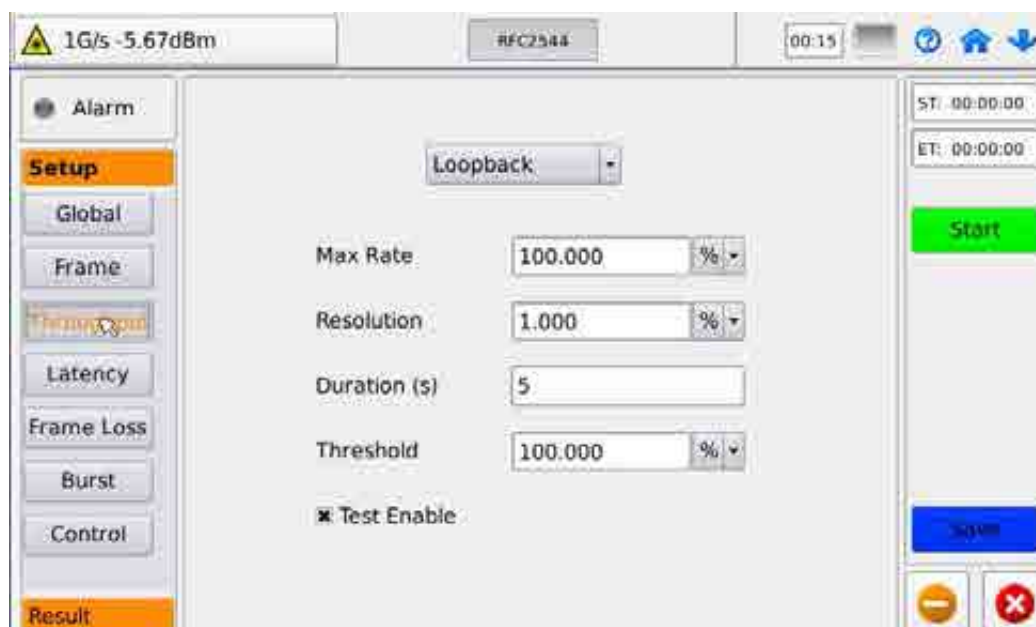 1G/s -5.67dBm
RFC2544
00:15
Alarm
Setup
Global
Frame
Throughput
Latency
Frame Loss
Burst
Control
Result
Loopback
Max Rate 100.000 %
Resolution 1.000 %
Duration (s) 5
Threshold 100.000 %
Test Enable
ST: 00:00:00
ET: 00:00:00
Start
Save